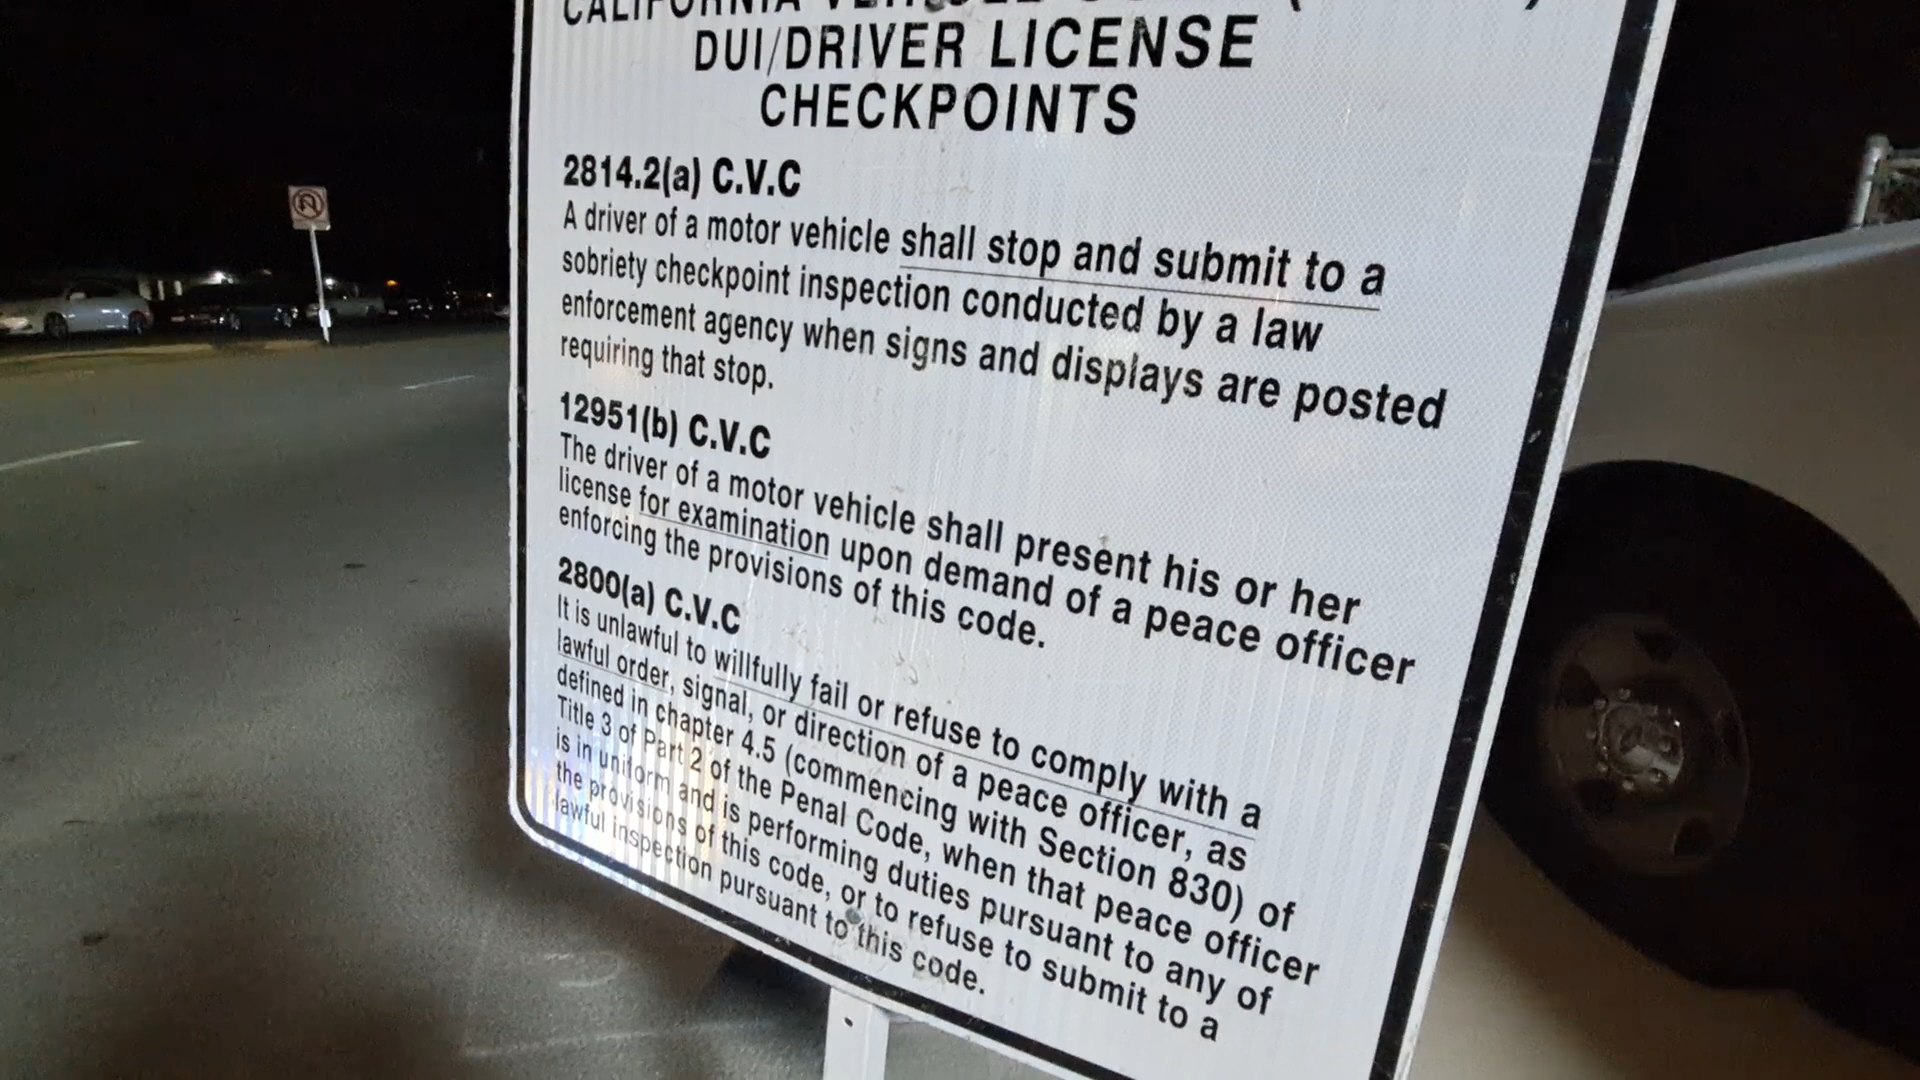 CALIFORNIA
DUI/DRIVER LICENSE
CHECKPOINTS
2814.2(a) C.V.C
A driver of a motor vehicle shall stop and submit to a
sobriety checkpoint inspection conducted by a law
enforcement agency when signs and displays are posted
requiring that stop.
12951(b) C.V.C
The driver of a motor vehicle shall present his or her
license for examination upon demand of a peace officer
enforcing the provisions of this code.
2800(a) C.V.C
It is unlawful to willfully fail or refuse to comply with a
lawful order, signal, or direction of a peace officer, as
defined in chapter 4.5 (commencing with Section 830) of
Title 3 of Part 2 of the Penal Code, when that peace officer
is in uniform and is performing duties pursuant to any of
the provisions of this code, or to refuse to submit to a
lawful inspection pursuant to this code.